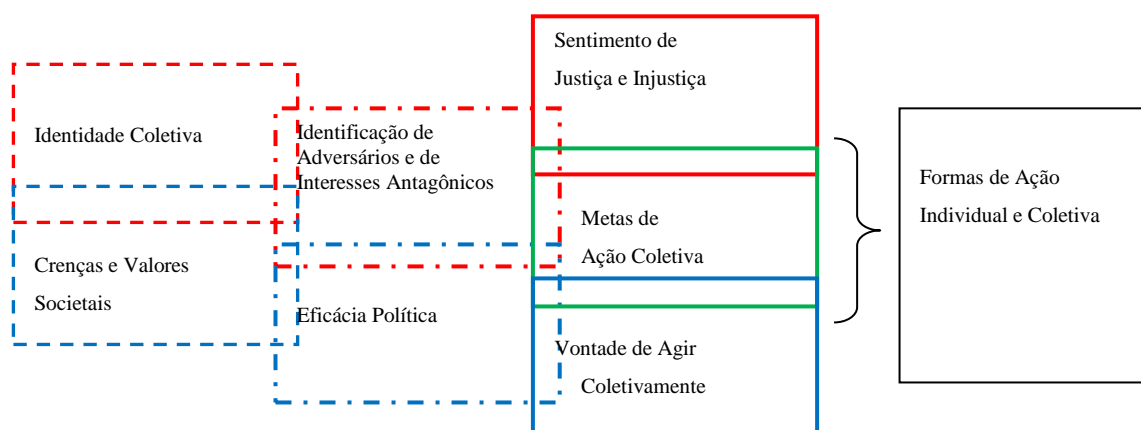 Identidade Coletiva
Crenças e Valores
Societais
Identificação de
Adversários e de
Interesses Antagônicos
Eficácia Política
Sentimento de
Justiça e Injustiça
Metas de
Ação Coletiva
Vontade de Agir
Coletivamente
Formas de Ação
Individual e Coletiva